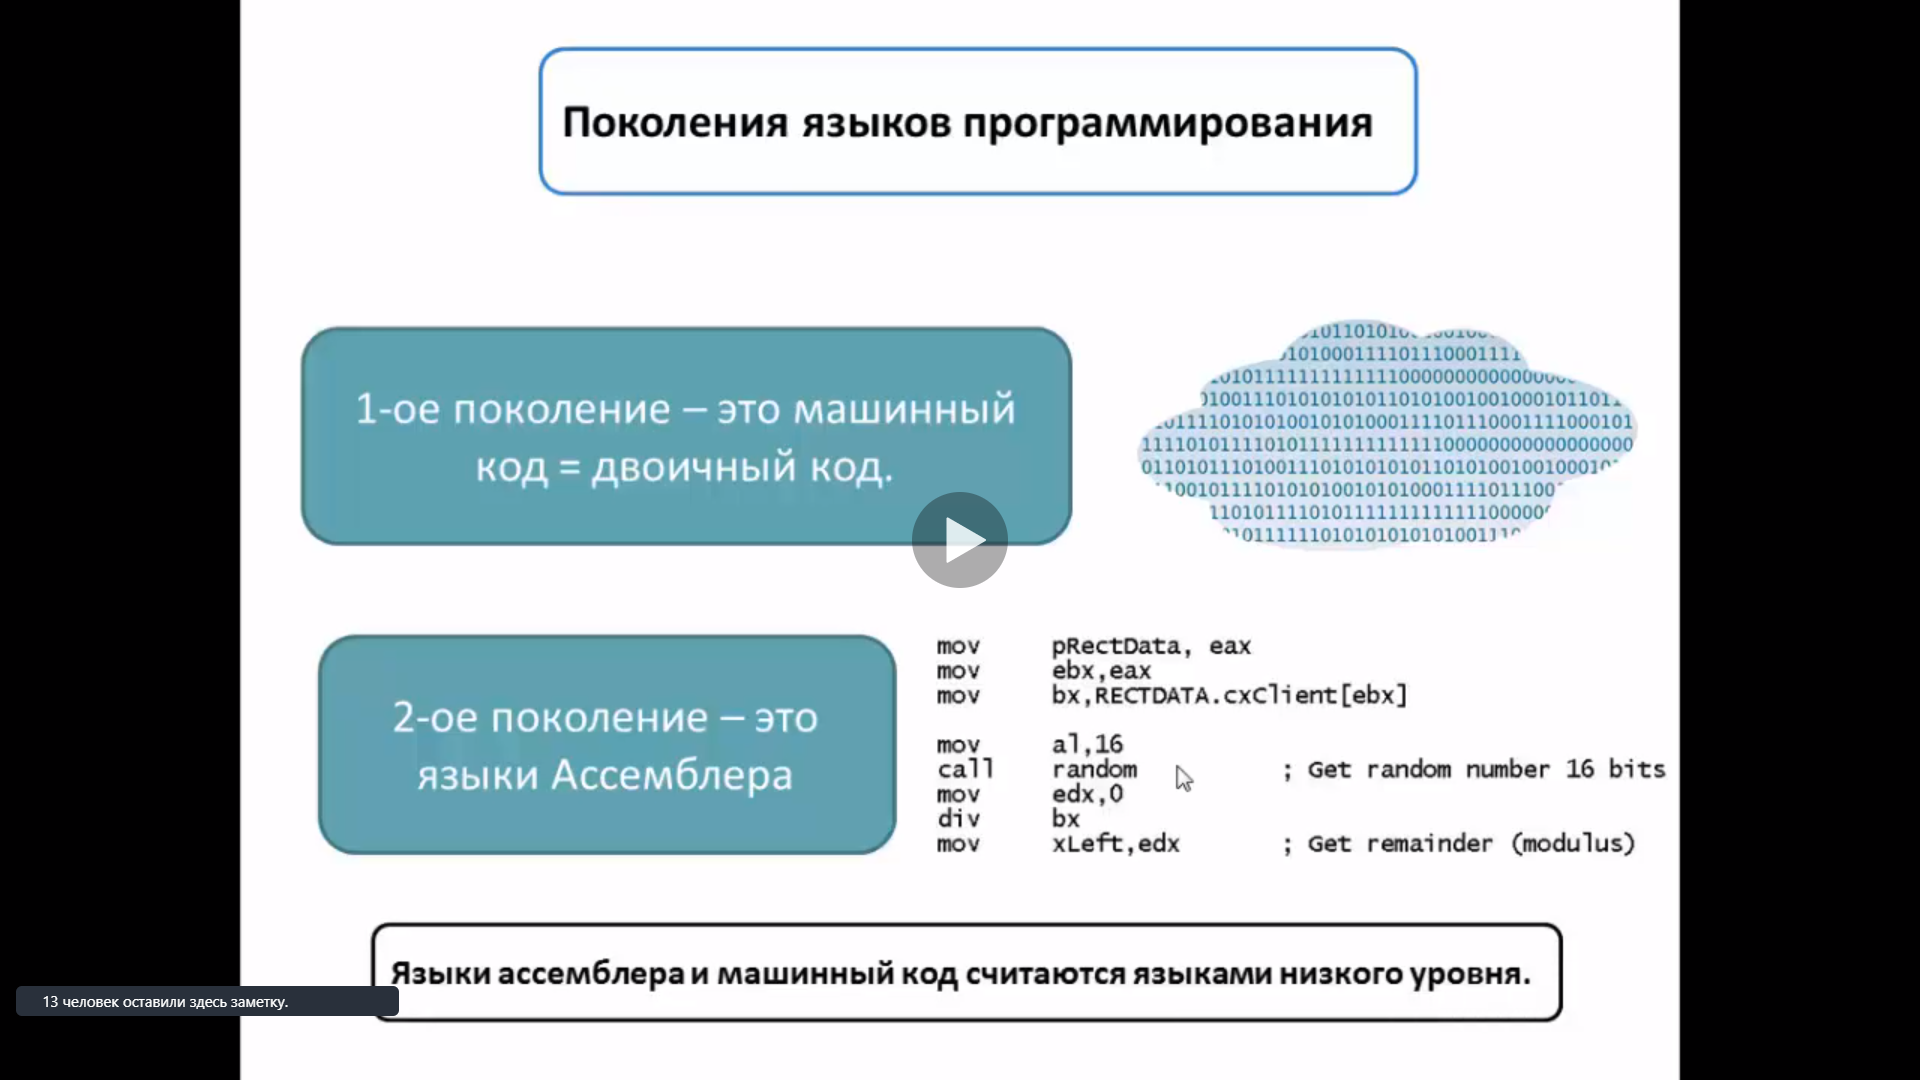 Поколения языков программирования
1-ое поколение – это машинный
код = двоичный код.
2-ое поколение – это
языки Ассемблера
mov pRectData, eax
mov ebx,eax
mov bx,RECTDATA.cxClient[ebx]
mov al,16
call random ; Get random number 16 bits
mov edx,0
div bx
mov xLeft,edx ; Get remainder (modulus)
Языки ассемблера и машинный код считаются языками низкого уровня.
13 человек оставили здесь заметку.